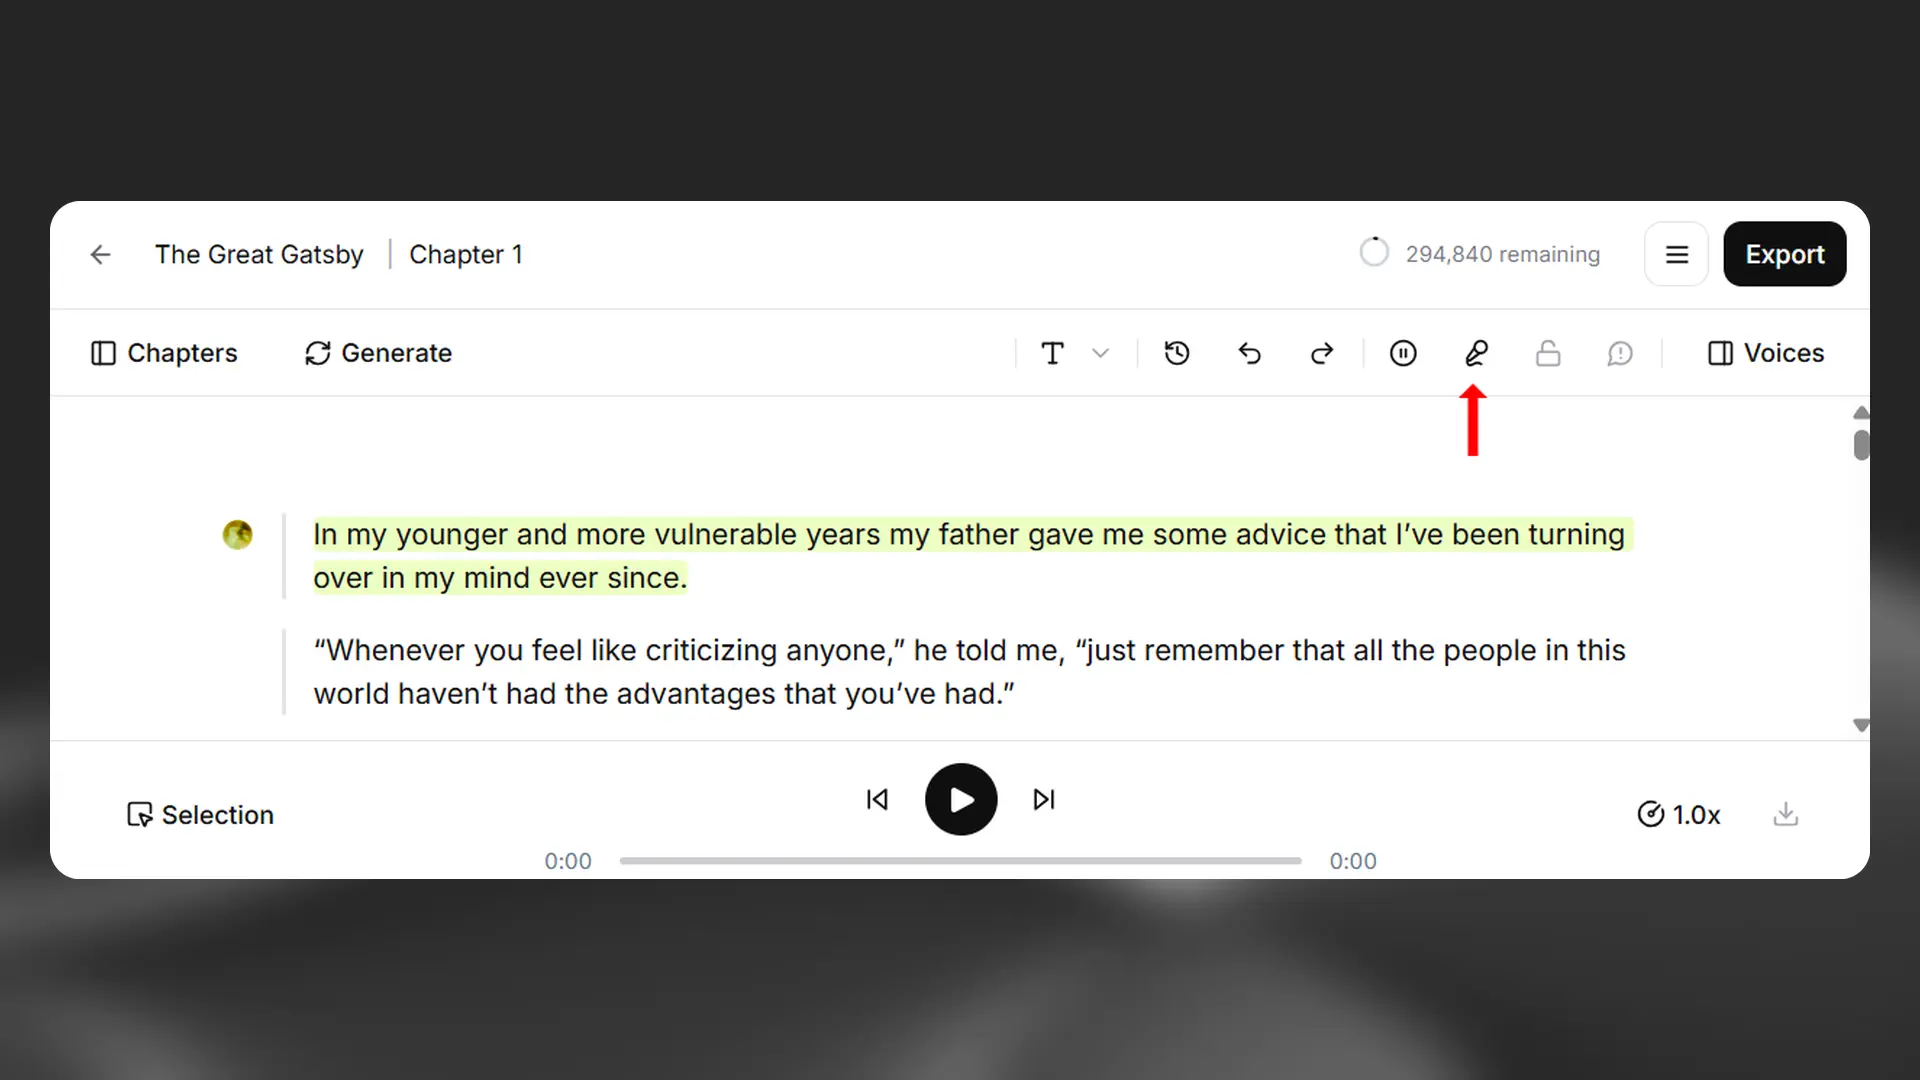 The Great Gatsby | Chapter 1
294,840 remaining
Export
Chapters
Generate
Voices
In my younger and more vulnerable years my father gave me some advice that I’ve been turning
over in my mind ever since.
“Whenever you feel like criticizing anyone,” he told me, “just remember that all the people in this
world haven’t had the advantages that you’ve had.”
Selection
1.0x
0:00
0:00